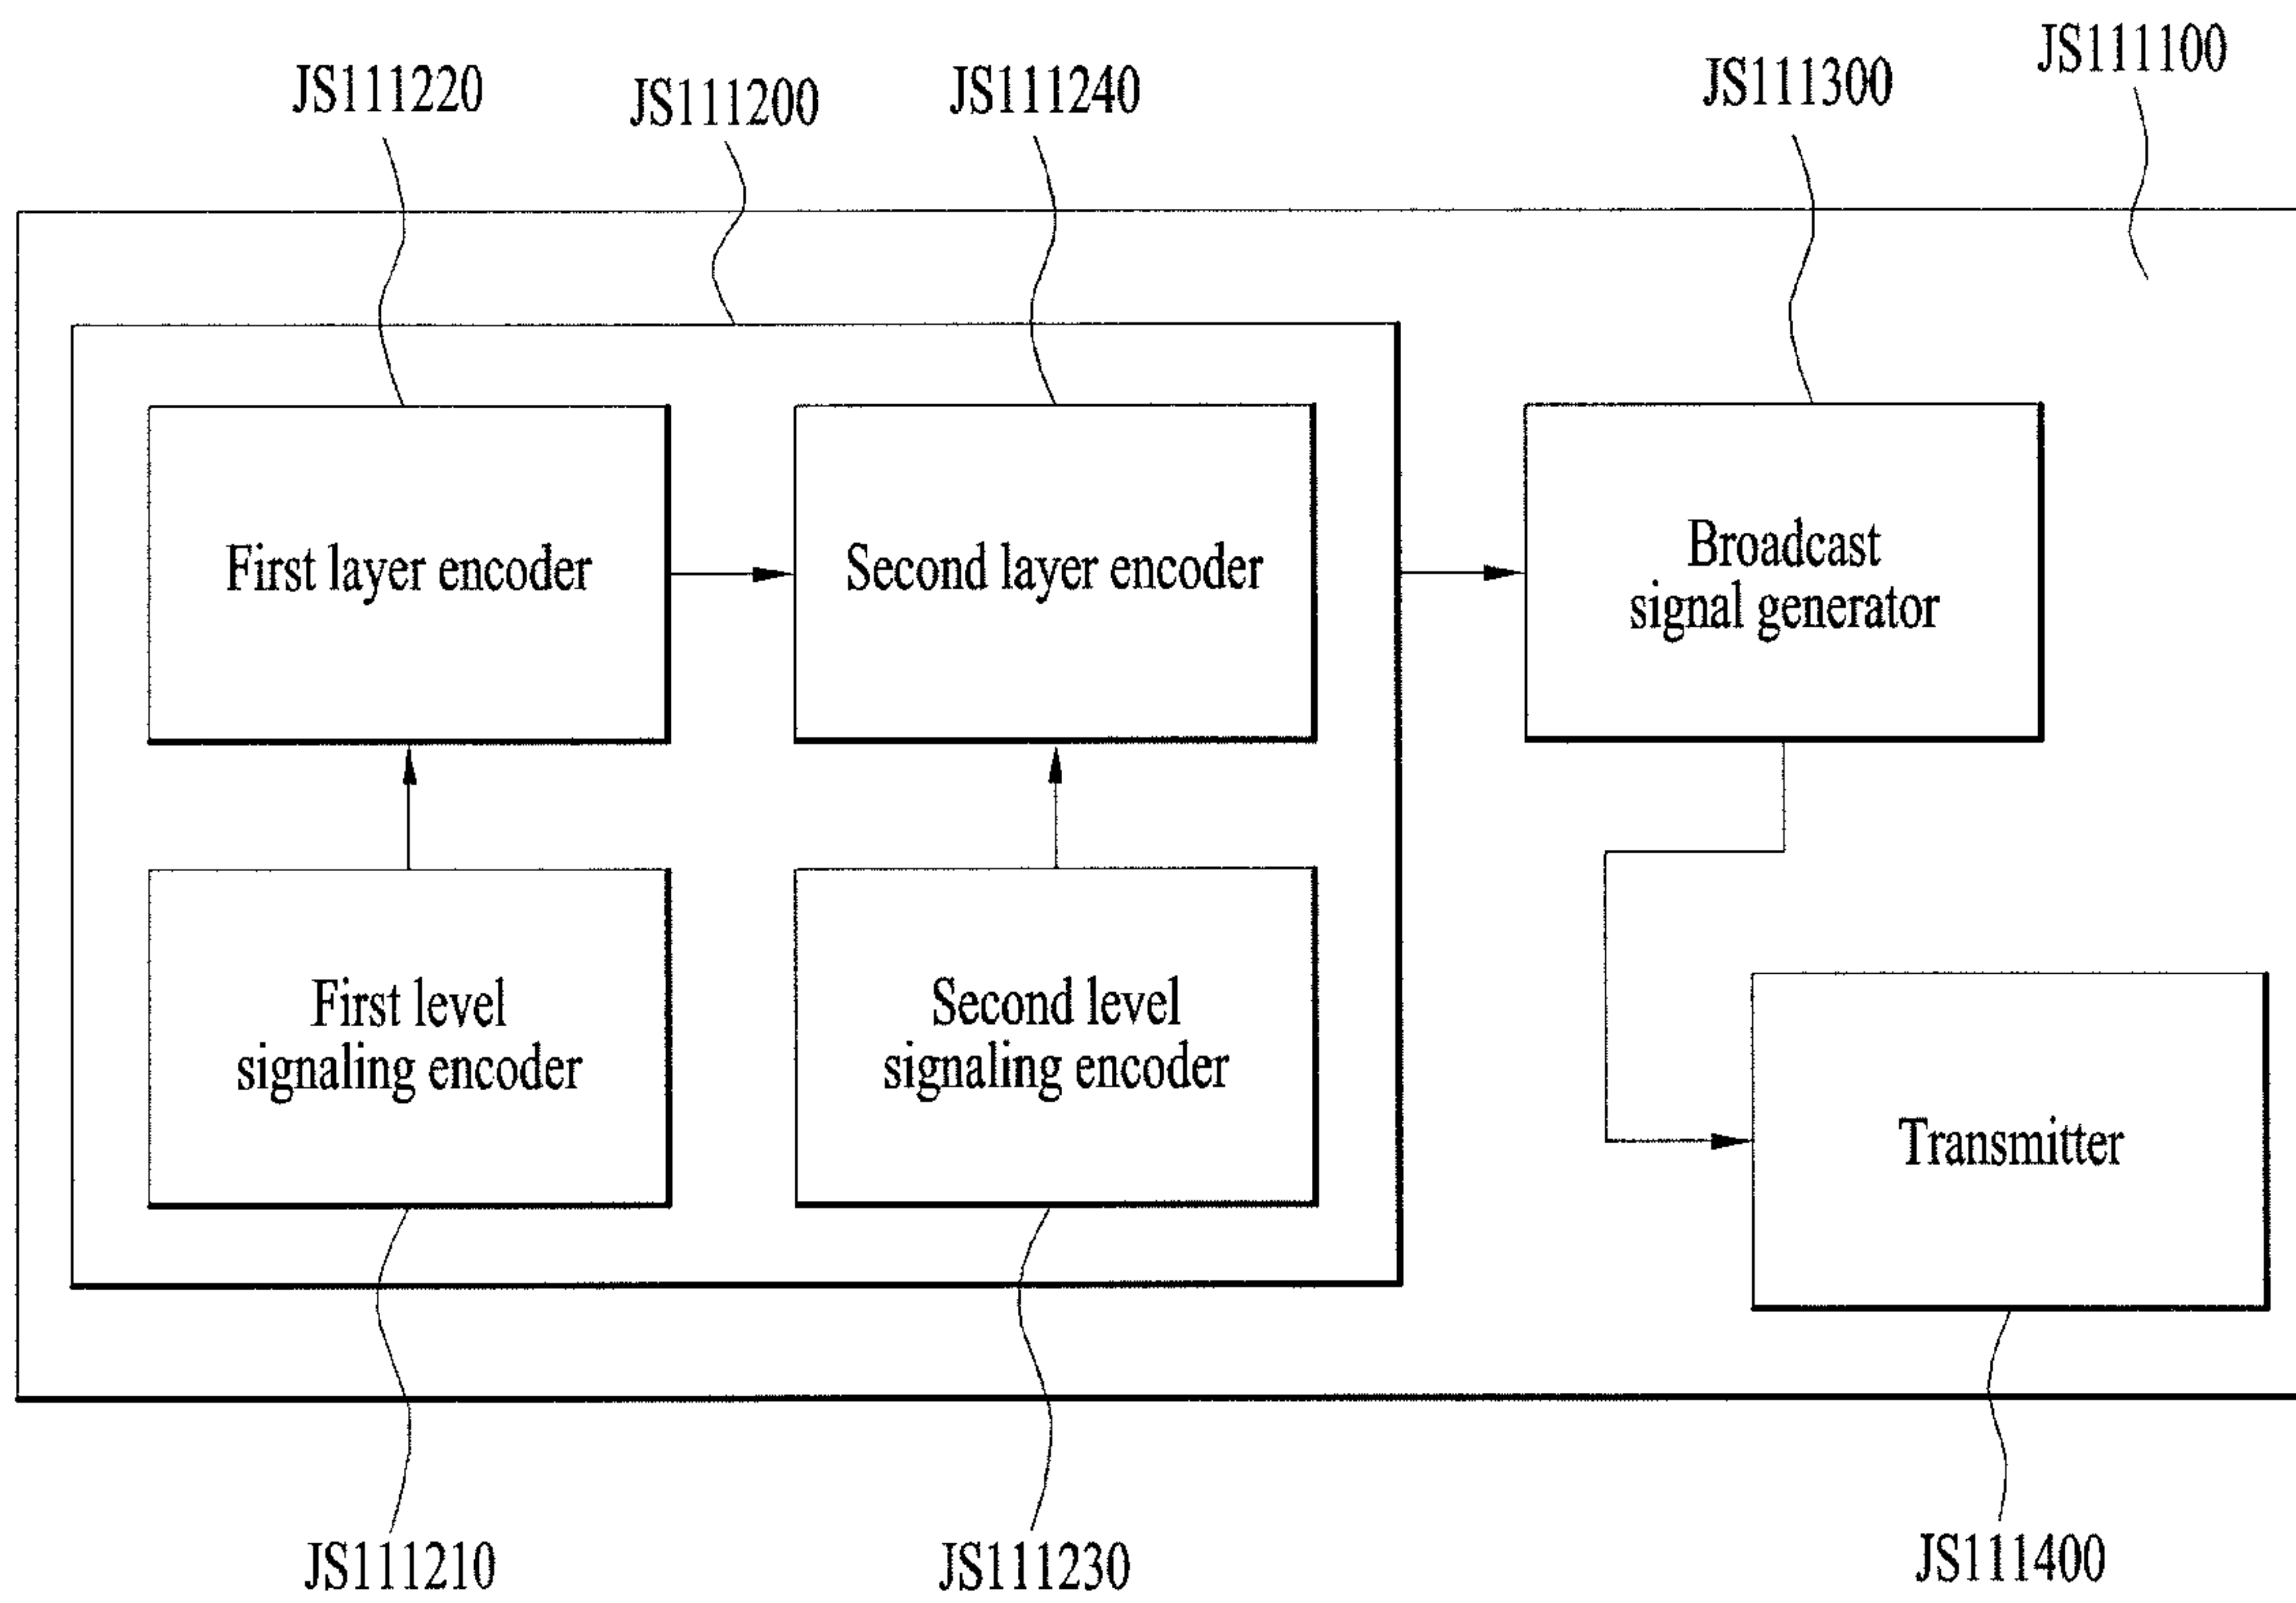 JS111220
JS111200
JS111240
JS111300
JS111100
First layer encoder
Second layer encoder
Broadcast
signal generator
First level
signaling encoder
Second level
signaling encoder
Transmitter
JS111210
JS111230
JS111400